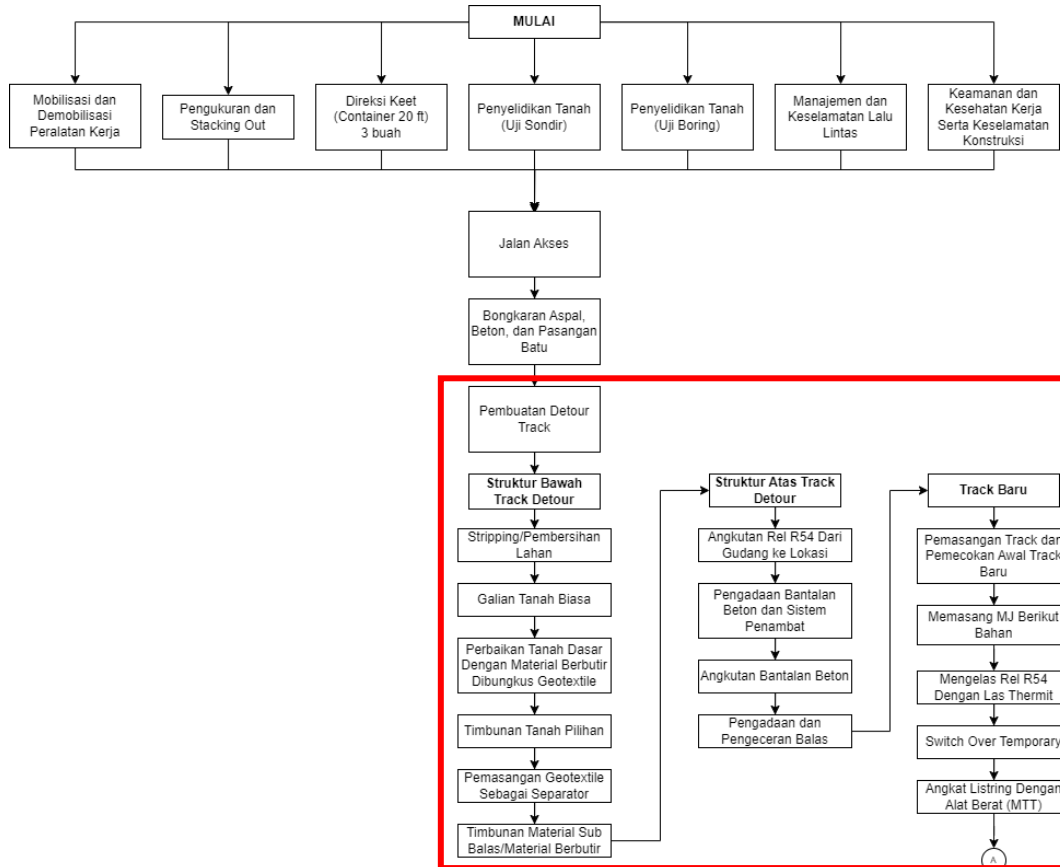 MULAI
Mobilisasi dan
Demobilisasi
Peralatan Kerja
Pengukuran dan
Stacking Out
Direksi Keet
(Container 20 ft)
3 buah
Penyelidikan Tanah
(Uji Sondir)
Penyelidikan Tanah
(Uji Boring)
Manajemen dan
Keselamatan Lalu
Lintas
Keamanan dan
Kesehatan Kerja
Serta Keselamatan
Konstruksi
Jalan Akses
Bongkaran Aspal,
Beton, dan Pasangan
Batu
Pembuatan Detour
Track
Struktur Bawah
Track Detour
Stripping/Pembersihan
Lahan
Galian Tanah Biasa
Perbaikan Tanah Dasar
Dengan Material Berbutir
Dibungkus Geotextile
Timbunan Tanah Pilihan
Pemasangan Geotextile
Sebagai Separator
Timbunan Material Sub
Balas/Material Berbutir
Struktur Atas Track
Detour
Angkutan Rel R54 Dari
Gudang ke Lokasi
Pengadaan Bantalan
Beton dan Sistem
Penambat
Angkutan Bantalan Beton
Pengadaan dan
Pengeceran Balas
Track Baru
Pemasangan Track dan
Pemecokan Awal Track
Baru
Memasang MJ Berikut
Bahan
Mengelas Rel R54
Dengan Las Thermit
Switch Over Temporary
Angkat Listring Dengan
Alat Berat (MTT)
A